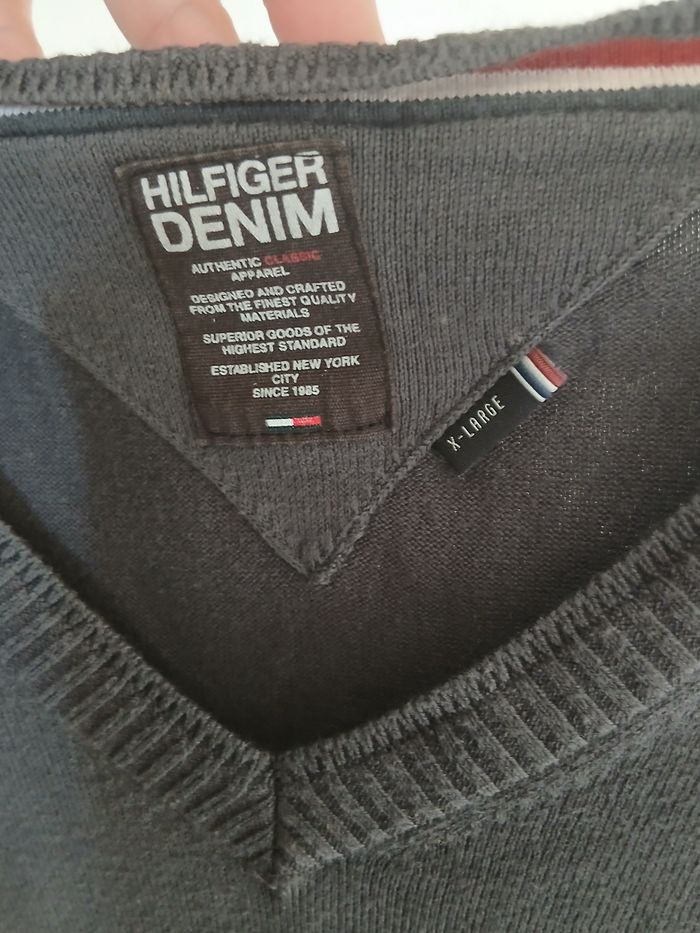 HILFIGER
DENIM
AUTHENTIC CLASSIC
APPAREL
DESIGNED AND CRAFTED
FROM THE FINEST QUALITY
MATERIALS
SUPERIOR GOODS OF THE
HIGHEST STANDARD
ESTABLISHED NEW YORK
CITY
SINCE 1985
X-LARGE